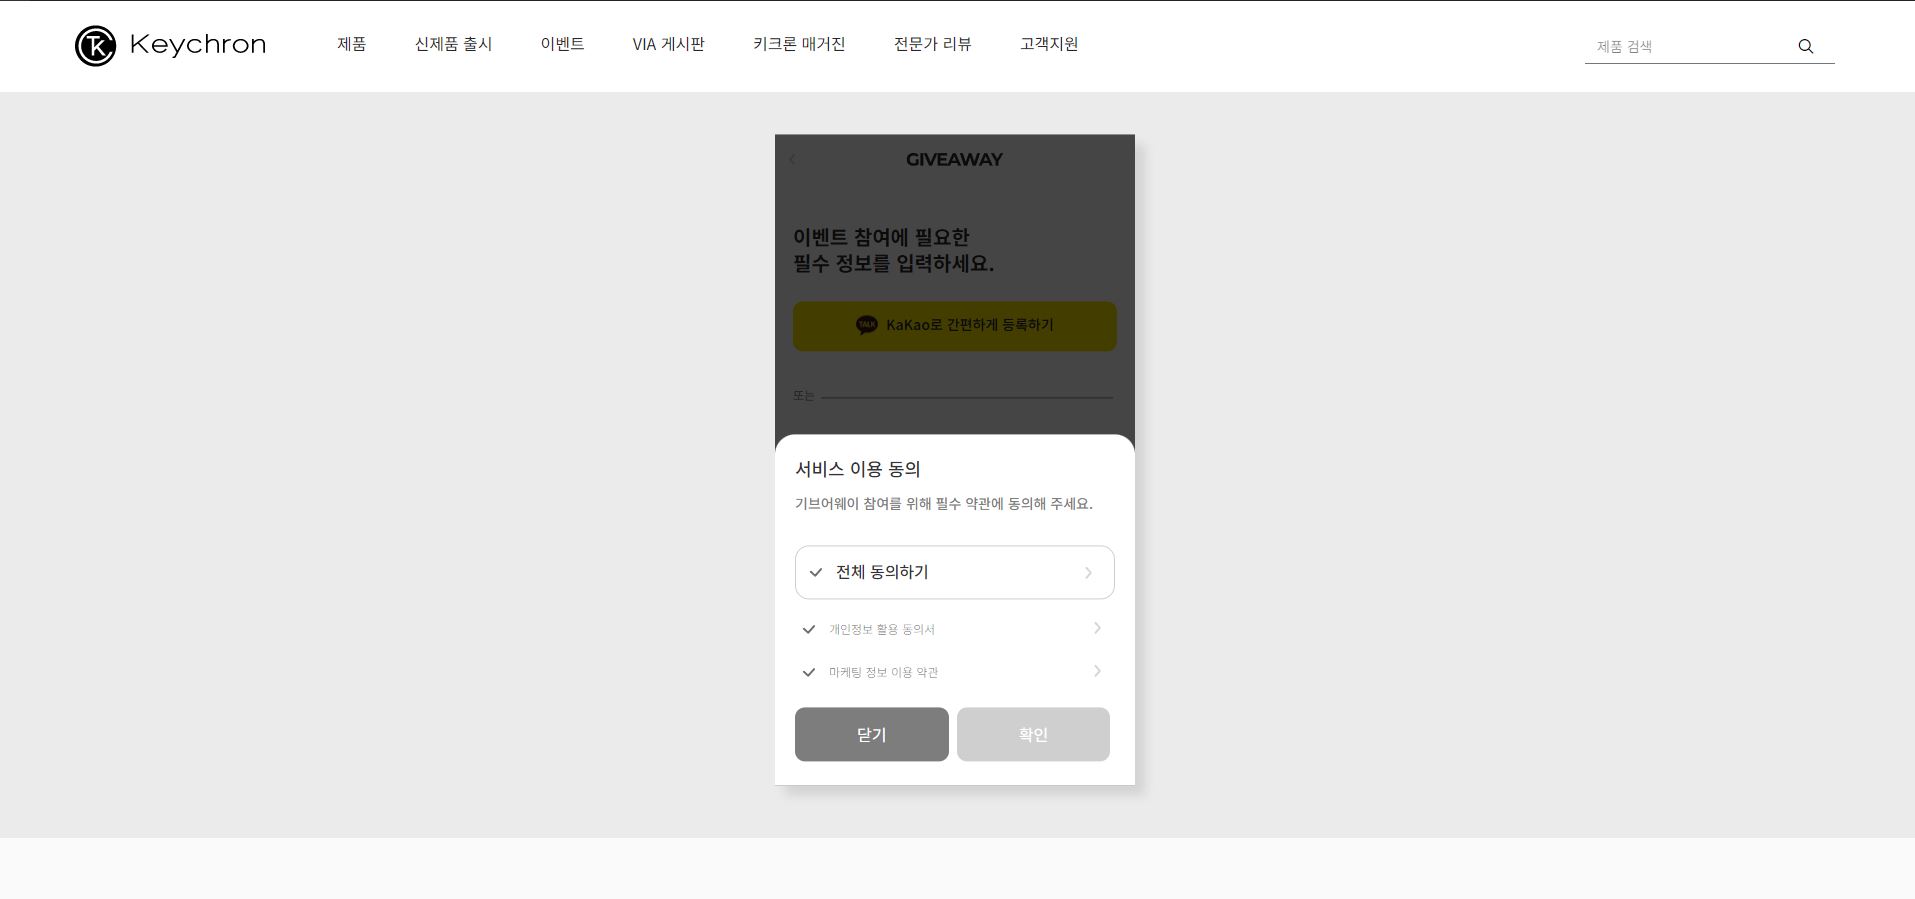 TK Keychron 제품 신제품 출시 이벤트 VIA 게시판 키크론 매거진 전문가 리뷰 고객지원 제품 검색
GIVEAWAY
이벤트 참여에 필요한
필수 정보를 입력하세요.
TALK KaKao로 간편하게 등록하기
또는
서비스 이용 동의
기브어웨이 참여를 위해 필수 약관에 동의해 주세요.
전체 동의하기
개인정보 활용 동의서
마케팅 정보 이용 약관
닫기 확인